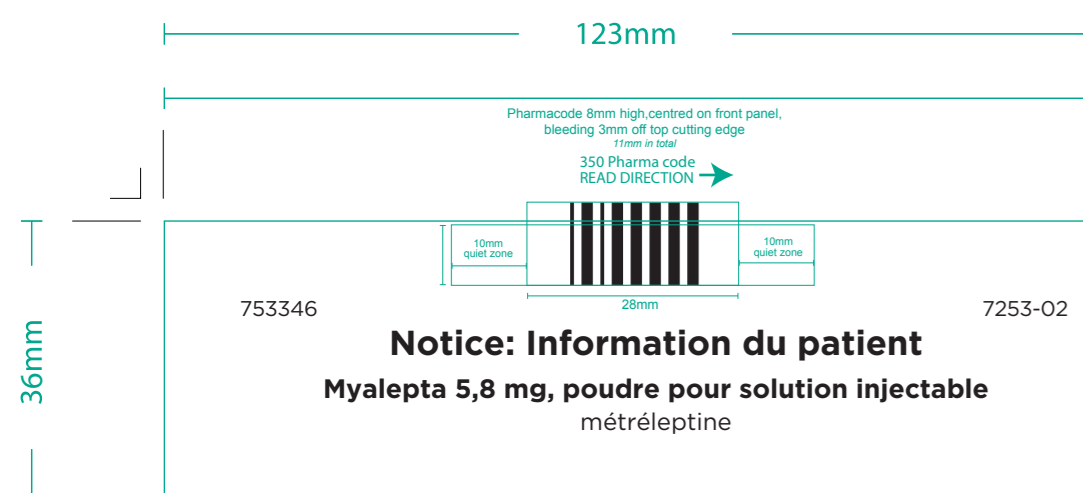 123mm
Pharmacode 8mm high,centred on front panel,
bleeding 3mm off top cutting edge
11mm in total
350 Pharma code
READ DIRECTION
10mm
quiet zone
10mm
quiet zone
28mm
753346
7253-02
36mm
Notice: Information du patient
Myalepta 5,8 mg, poudre pour solution injectable
métréleptine